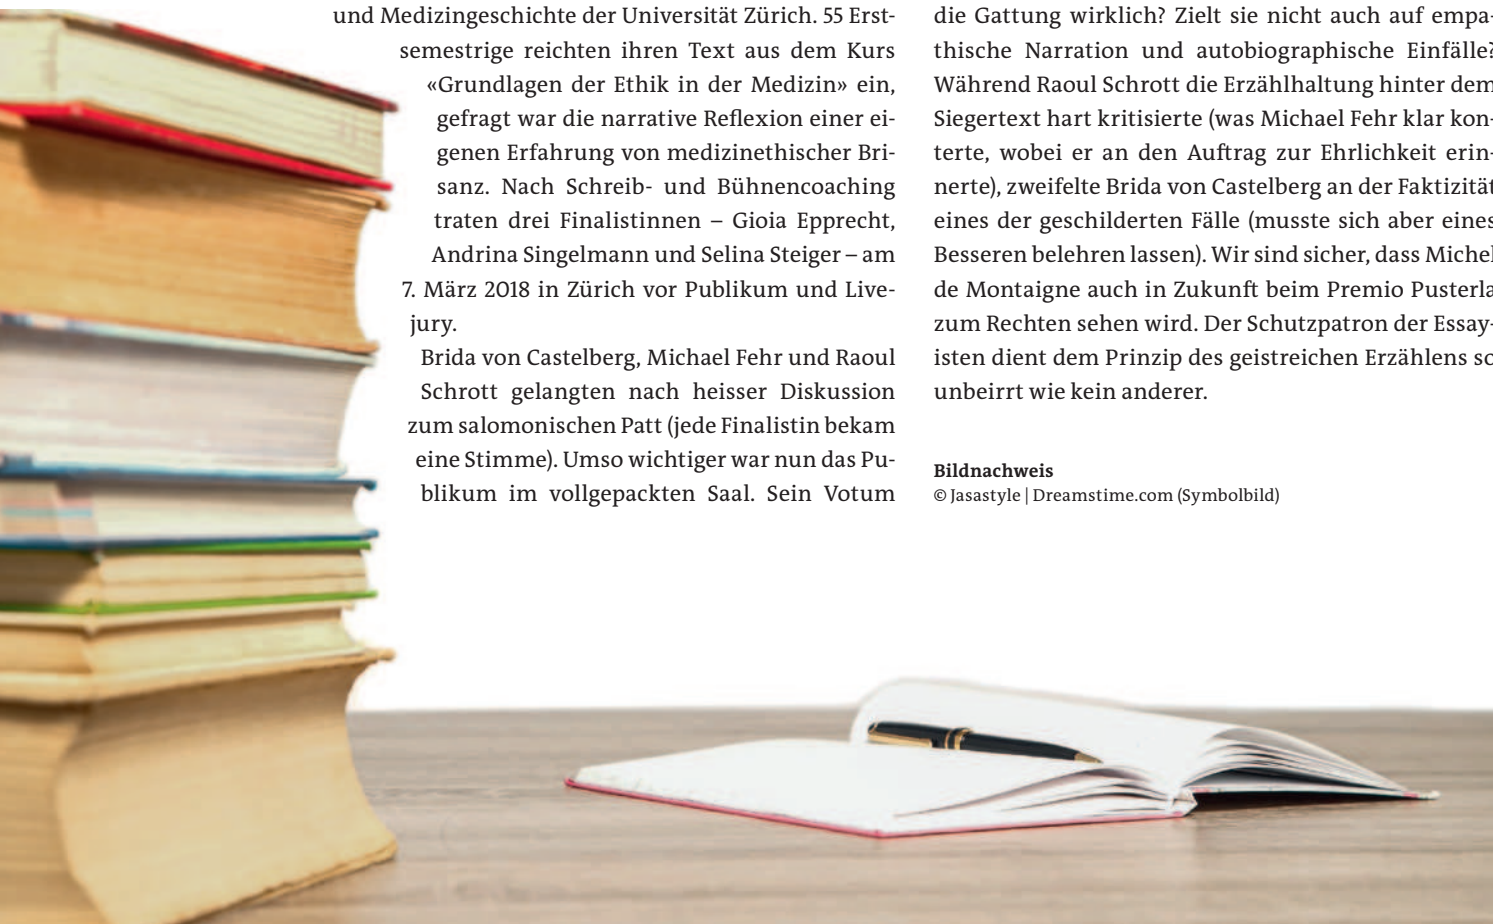 und Medizingeschichte der Universität Zürich. 55 Erst-
semestrige reichten ihren Text aus dem Kurs
«Grundlagen der Ethik in der Medizin» ein,
gefragt war die narrative Reflexion einer ei-
genen Erfahrung von medizinethischer Bri-
sanz. Nach Schreib- und Bühnencoaching
traten drei Finalistinnen – Gioia Epprecht,
Andrina Singelmann und Selina Steiger – am
7. März 2018 in Zürich vor Publikum und Live-
jury.
Brida von Castelberg, Michael Fehr und Raoul
Schrott gelangten nach heisser Diskussion
zum salomonischen Patt (jede Finalistin bekam
eine Stimme). Umso wichtiger war nun das Pu-
blikum im vollgepackten Saal. Sein Votum
die Gattung wirklich? Zielt sie nicht auch auf empa-
thische Narration und autobiographische Einfälle?
Während Raoul Schrott die Erzählhaltung hinter dem
Siegertext hart kritisierte (was Michael Fehr klar kon-
terte, wobei er an den Auftrag zur Ehrlichkeit erin-
nerte), zweifelte Brida von Castelberg an der Faktizität
eines der geschilderten Fälle (musste sich aber eines
Besseren belehren lassen). Wir sind sicher, dass Michel
de Montaigne auch in Zukunft beim Premio Pusterla
zum Rechten sehen wird. Der Schutzpatron der Essay-
isten dient dem Prinzip des geistreichen Erzählens so
unbeirrt wie kein anderer.
Bildnachweis
© Jasastyle | Dreamstime.com (Symbolbild)